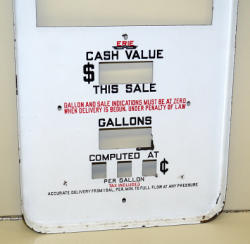 ERIE
CASH VALUE
$
THIS SALE
GALLON AND SALE INDICATIONS MUST BE AT ZERO
WHEN DELIVERY IS BEGUN. UNDER PENALTY OF LAW
GALLONS
COMPUTED AT
¢
PER GALLON
TAX INCLUDED
ACCURATE DELIVERY FROM 1 GAL. PER. MIN. TO FULL FLOW AT ANY PRESSURE